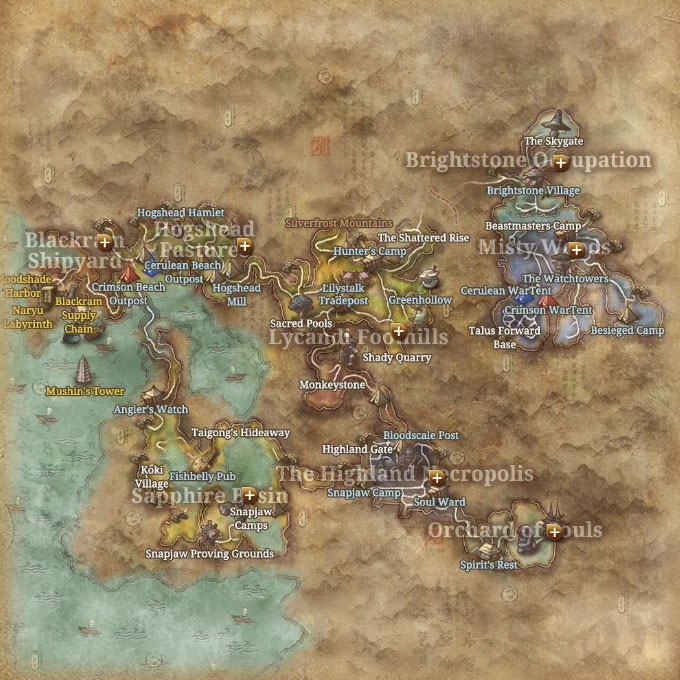 The Skygate
Brightstone Occupation
Brightstone Village
Hogshead Hamlet
Silverfrost Mountains
Beastmasters Camp
Hogshead
Pasture
Blackram
Shipyard
The Shattered Rise
Hunter's Camp
Misty Woods
Cerulean Beach
Outpost
Crimson Beach
Outpost
Hogshead
Mill
Lilystalk
Tradepost
Greenhollow
The Watchtowers
Cerulean WarTent
Crimson WarTent
Bloodshade
Harbor
Naryu
Labyrinth
Blackram
Supply
Chain
Sacred Pools
Lycandi Foothills
Talus Forward
Base
Besieged Camp
Shady Quarry
Monkeystone
Mushin's Tower
Angler's Watch
Taigong's Hideaway
Bloodscale Post
Highland Gate
Koki
Village
Fishbelly Pub
The Highland Necropolis
Snapjaw Camp
Sapphire Basin
Soul Ward
Snapjaw
Camps
Orchard of Souls
Snapjaw Proving Grounds
Spirit's Rest